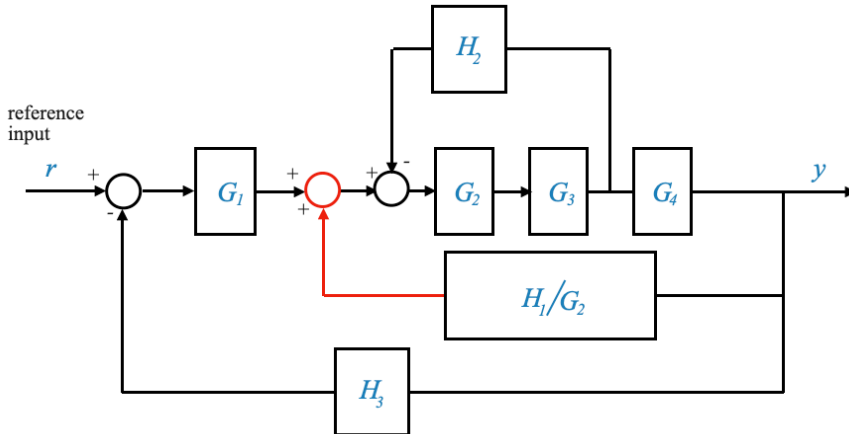 H₂
reference
input
r
+
-
G₁
+
+
+
-
G₂
G₃
G₄
y
H₁/G₂
H₃